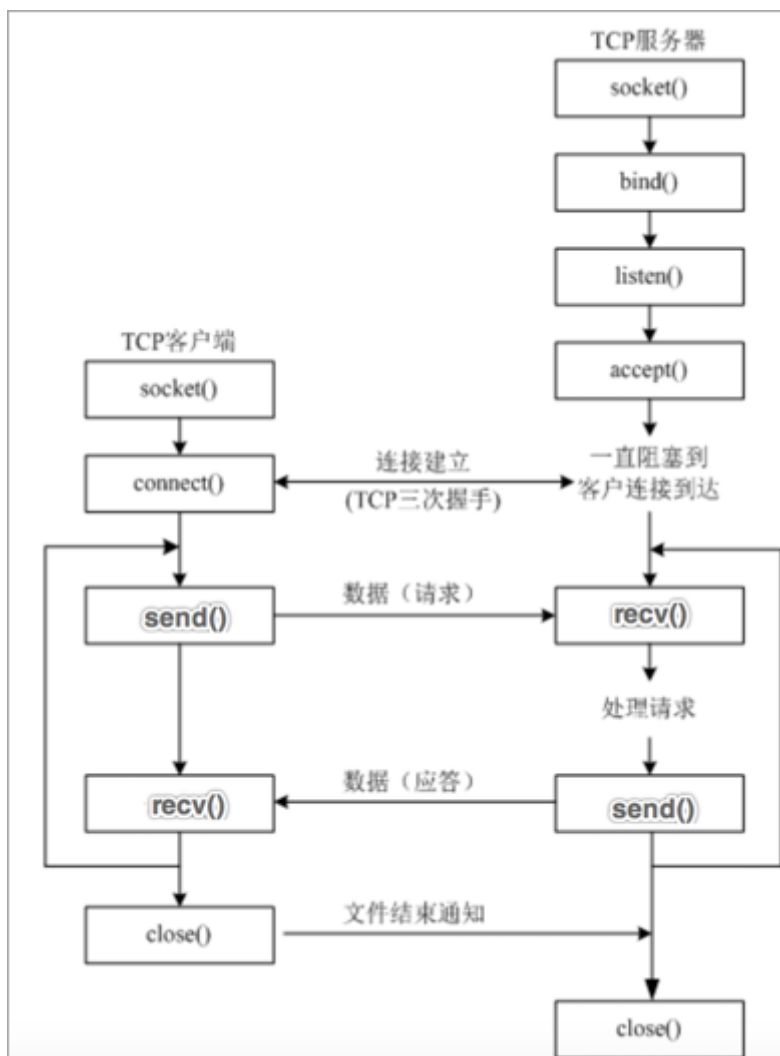 TCP服务器
socket()
bind()
listen()
accept()
一直阻塞到
客户连接到达
TCP客户端
socket()
connect()
连接建立
(TCP三次握手)
send()
数据（请求）
recv()
处理请求
recv()
数据（应答）
send()
close()
文件结束通知
close()